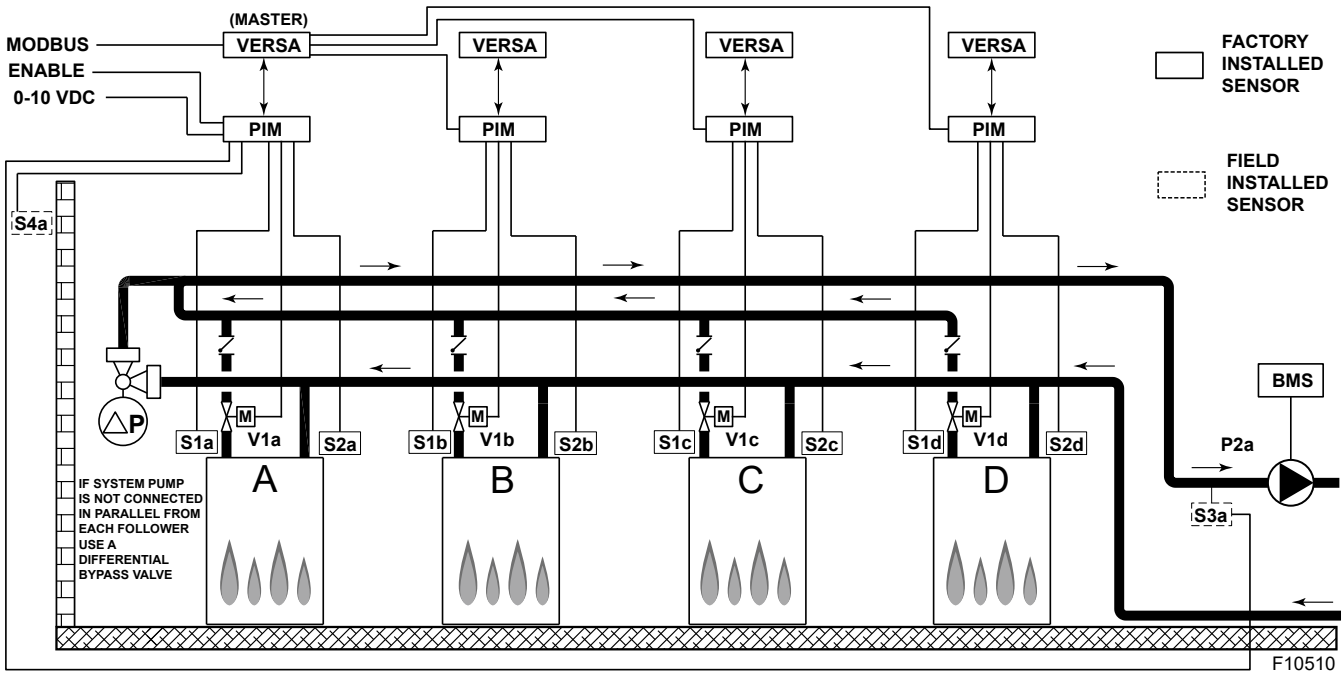 (MASTER)
MODBUS
VERSA
VERSA
VERSA
VERSA
ENABLE
0-10 VDC
PIM
PIM
PIM
PIM
FACTORY
INSTALLED
SENSOR
FIELD
INSTALLED
SENSOR
S4a
BMS
△P
M
M
M
M
S1a
V1a
S2a
S1b
V1b
S2b
S1c
V1c
S2c
S1d
V1d
S2d
P2a
S3a
A
B
C
D
IF SYSTEM PUMP
IS NOT CONNECTED
IN PARALLEL FROM
EACH FOLLOWER
USE A
DIFFERENTIAL
BYPASS VALVE
F10510